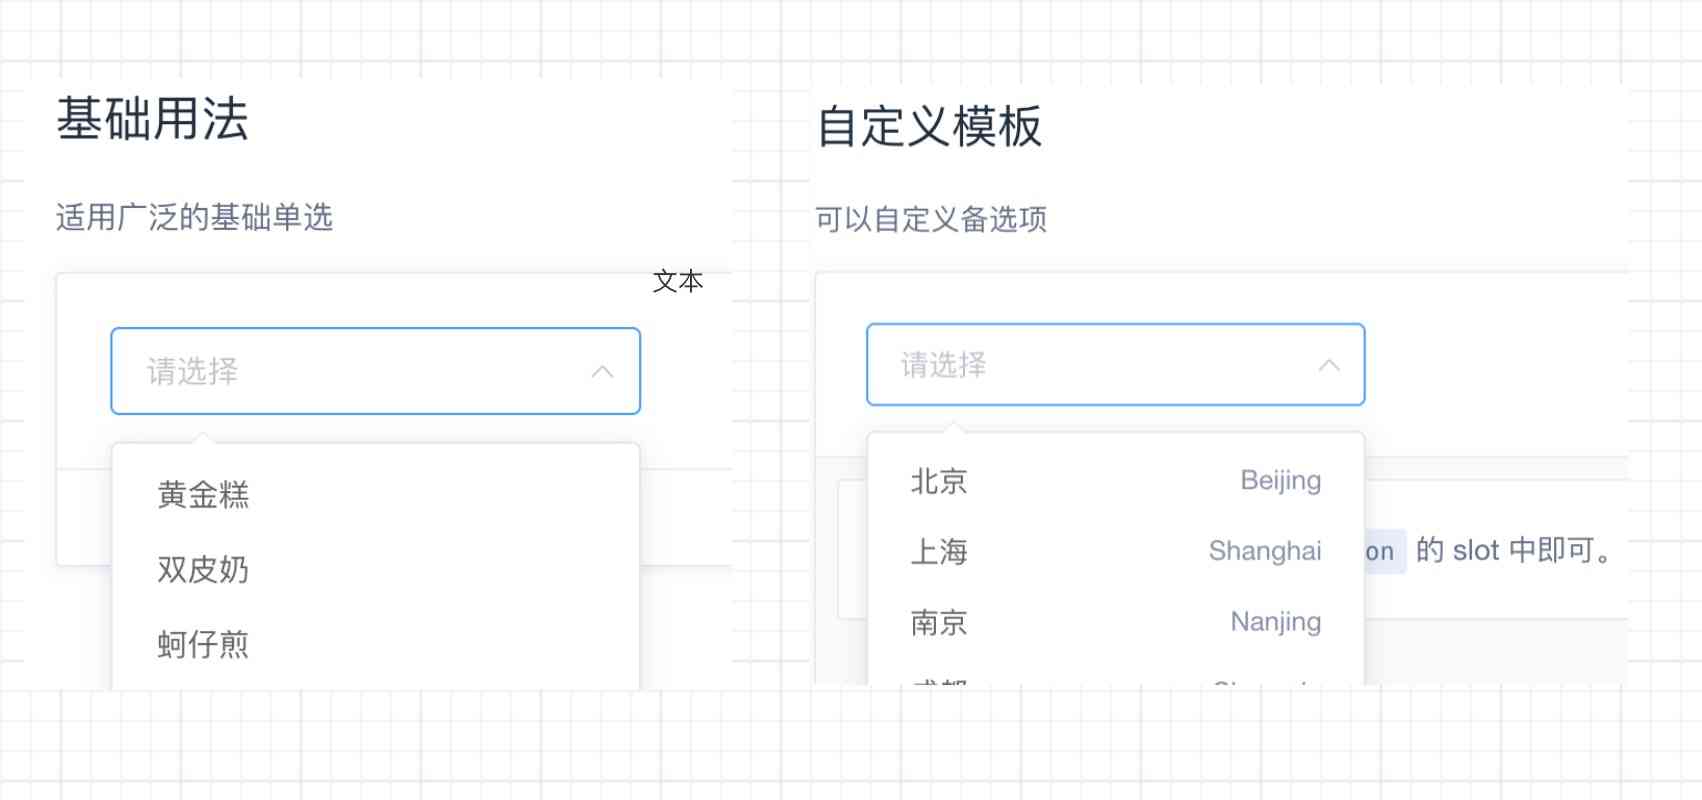 基础用法
适用广泛的基础单选
文本
请选择
黄金糕
双皮奶
蚵仔煎
自定义模板
可以自定义备选项
请选择
北京 Beijing
上海 Shanghai
on 的 slot 中即可。
南京 Nanjing